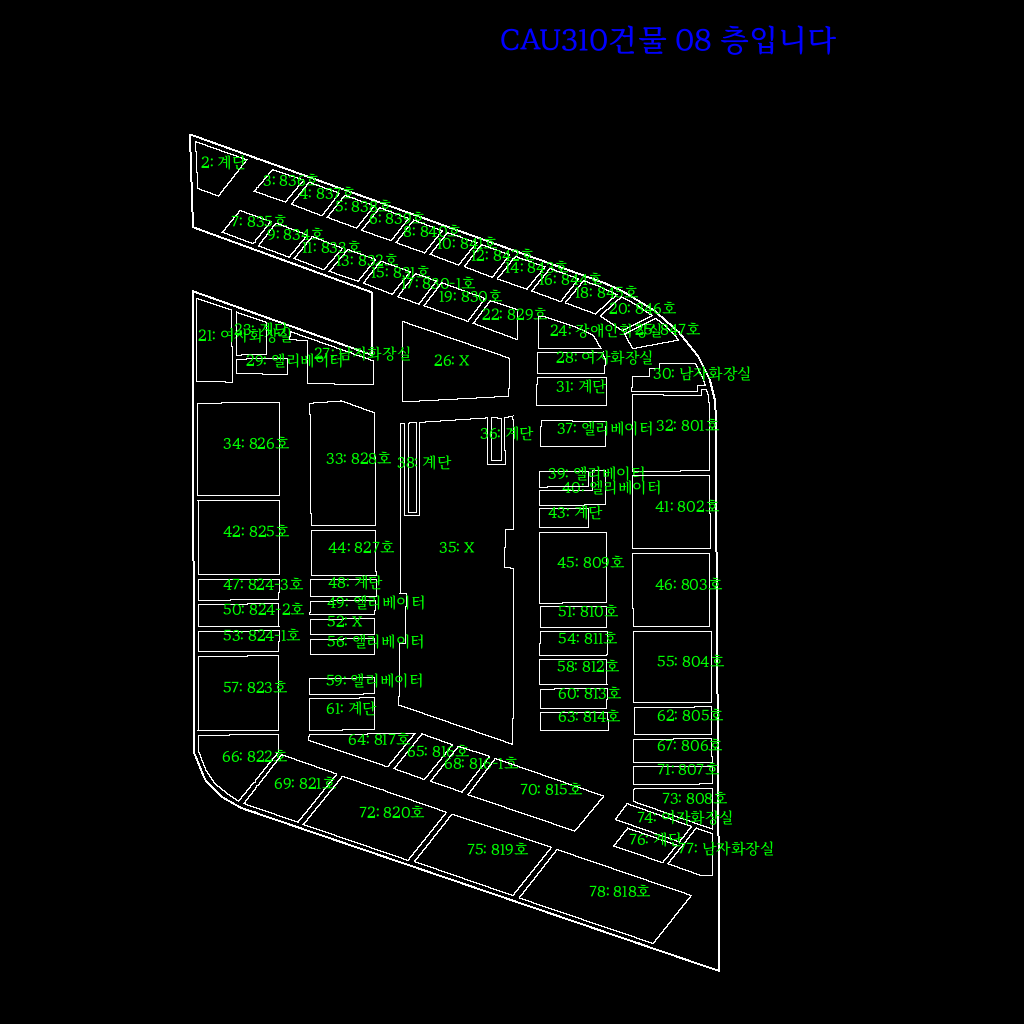 CAU310건물 08 층입니다
2: 계단
3: 836호
4: 837호
5: 838호
6: 839호
7: 835호
8: 840호
9: 834호
10: 841호
11: 833호
12: 842호
13: 832호
14: 843호
15: 831호
16: 844호
17: 830-1호
18: 845호
19: 830호
20: 846호
21: 여자화장실
22: 829호
23: 계단
24: 장애인화장실
25: 847호
26: X
27: 남자화장실
28: 여자화장실
29: 엘리베이터
30: 남자화장실
31: 계단
32: 801호
33: 828호
34: 826호
35: X
36: 계단
37: 엘리베이터
38: 계단
39: 엘리베이터
40: 엘리베이터
41: 802호
42: 825호
43: 계단
44: 827호
45: 809호
46: 803호
47: 824-3호
48: 계단
49: 엘리베이터
50: 824-2호
51: 810호
52: X
53: 824-1호
54: 811호
55: 804호
56: 엘리베이터
57: 823호
58: 812호
59: 엘리베이터
60: 813호
61: 계단
62: 805호
63: 814호
64: 817호
65: 816호
66: 822호
67: 806호
68: 816-1호
69: 821호
70: 815호
71: 807호
72: 820호
73: 808호
74: 여자화장실
75: 819호
76: 계단
77: 남자화장실
78: 818호